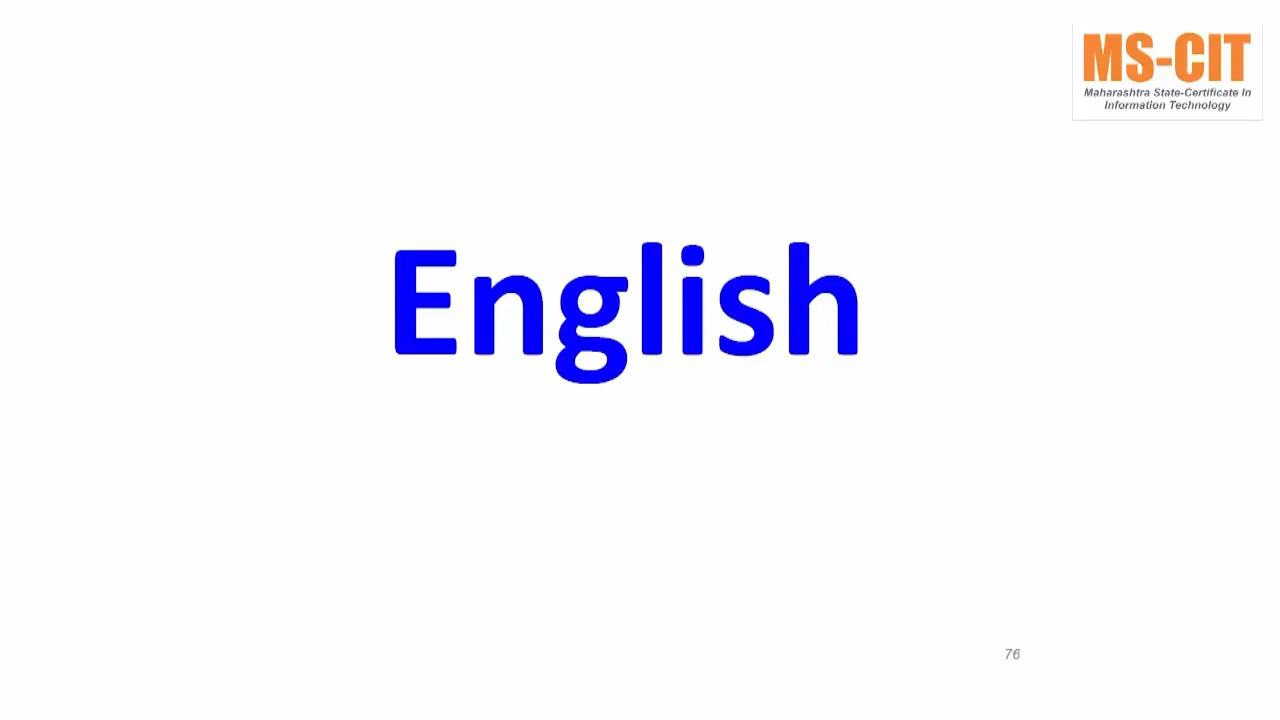 MS-CIT
Maharashtra State-Certificate In
Information Technology
English
76